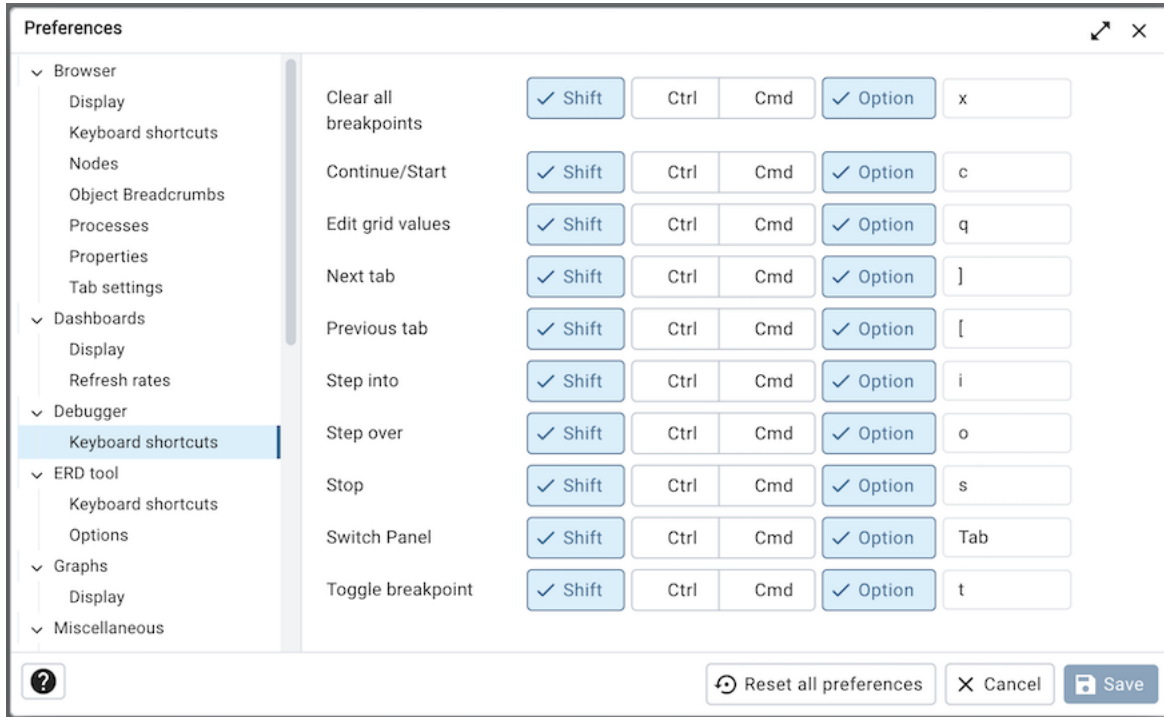 Preferences
Browser
Display
Keyboard shortcuts
Nodes
Object Breadcrumbs
Processes
Properties
Tab settings
Dashboards
Display
Refresh rates
Debugger
Keyboard shortcuts
ERD tool
Keyboard shortcuts
Options
Graphs
Display
Miscellaneous
Clear all
breakpoints
Shift Ctrl Cmd Option x
Continue/Start Shift Ctrl Cmd Option c
Edit grid values Shift Ctrl Cmd Option q
Next tab Shift Ctrl Cmd Option ]
Previous tab Shift Ctrl Cmd Option [
Step into Shift Ctrl Cmd Option i
Step over Shift Ctrl Cmd Option o
Stop Shift Ctrl Cmd Option s
Switch Panel Shift Ctrl Cmd Option Tab
Toggle breakpoint Shift Ctrl Cmd Option t
? Reset all preferences Cancel Save